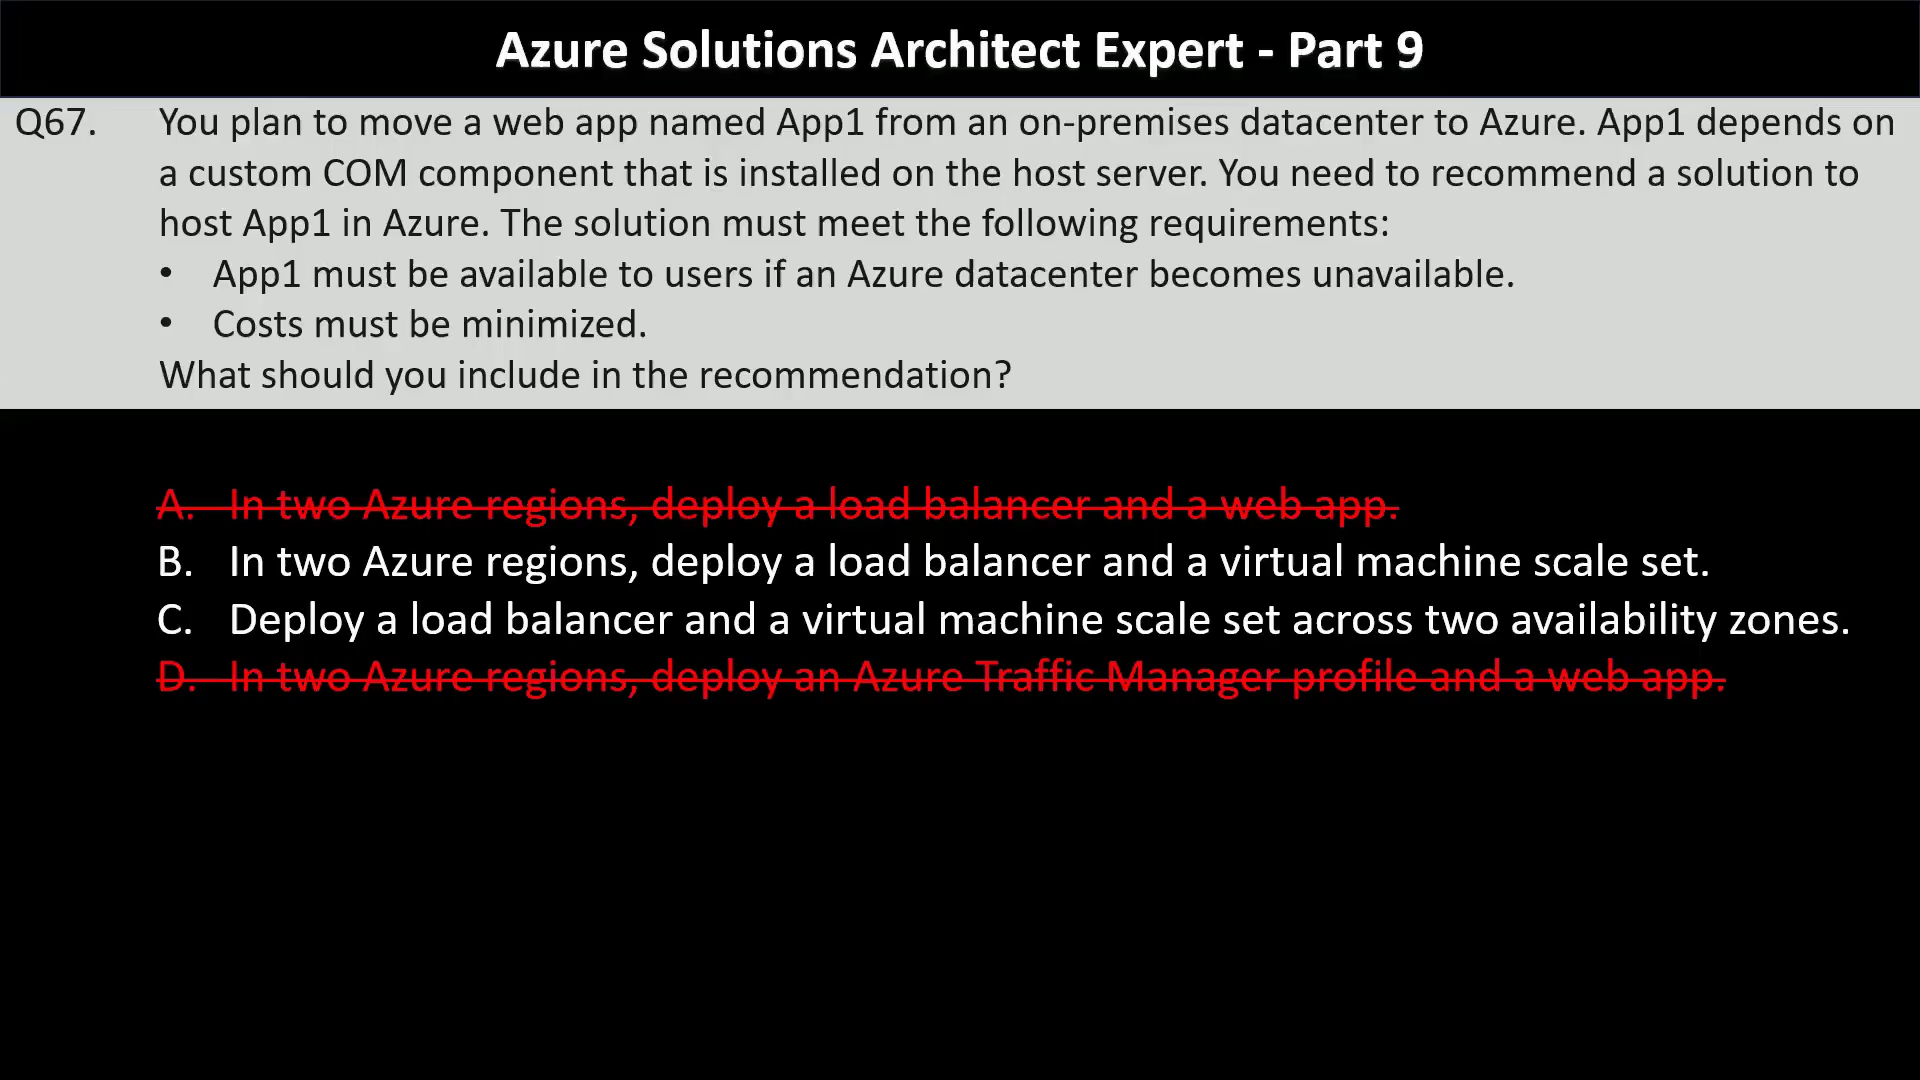 Azure Solutions Architect Expert - Part 9
Q67. You plan to move a web app named App1 from an on-premises datacenter to Azure. App1 depends on
a custom COM component that is installed on the host server. You need to recommend a solution to
host App1 in Azure. The solution must meet the following requirements:
• App1 must be available to users if an Azure datacenter becomes unavailable.
• Costs must be minimized.
What should you include in the recommendation?
A. In two Azure regions, deploy a load balancer and a web app.
B. In two Azure regions, deploy a load balancer and a virtual machine scale set.
C. Deploy a load balancer and a virtual machine scale set across two availability zones.
D. In two Azure regions, deploy an Azure Traffic Manager profile and a web app.